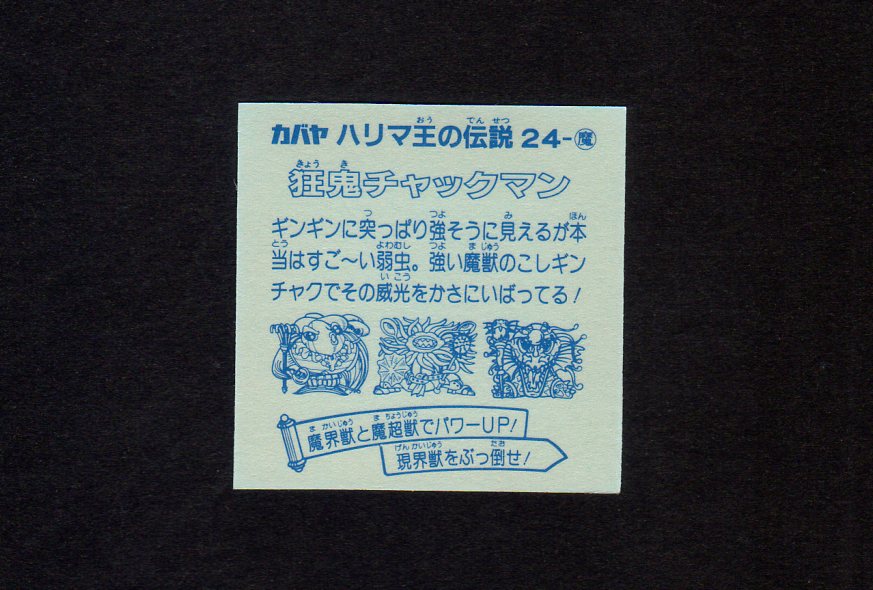 カバヤ ハリマ王の伝説 24-魔
狂鬼チャックマン
ギンギンに突っぱり強そうに見えるが本
当はすご〜い弱虫。強い魔獣のこしギン
チャクでその威光をかさにいばってる!
魔界獣と魔超獣でパワーUP!
現界獣をぶっ倒せ!